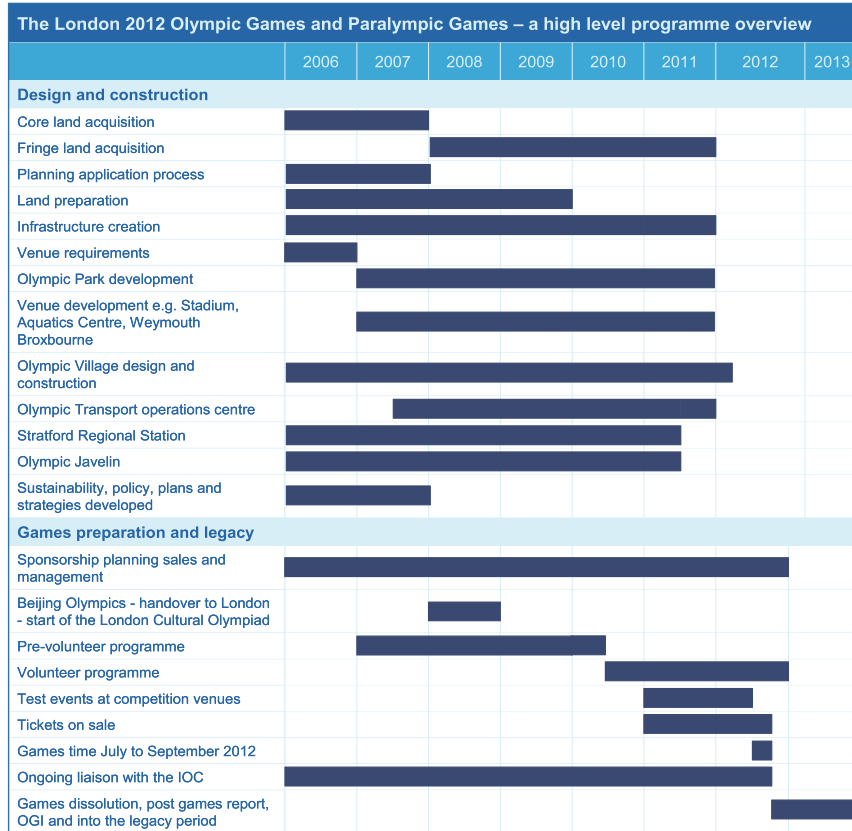 The London 2012 Olympic Games and Paralympic Games – a high level programme overview
2006 2007 2008 2009 2010 2011 2012 2013
Design and construction
Core land acquisition
Fringe land acquisition
Planning application process
Land preparation
Infrastructure creation
Venue requirements
Olympic Park development
Venue development e.g. Stadium,
Aquatics Centre, Weymouth
Broxbourne
Olympic Village design and
construction
Olympic Transport operations centre
Stratford Regional Station
Olympic Javelin
Sustainability, policy, plans and
strategies developed
Games preparation and legacy
Sponsorship planning sales and
management
Beijing Olympics - handover to London
- start of the London Cultural Olympiad
Pre-volunteer programme
Volunteer programme
Test events at competition venues
Tickets on sale
Games time July to September 2012
Ongoing liaison with the IOC
Games dissolution, post games report,
OGI and into the legacy period